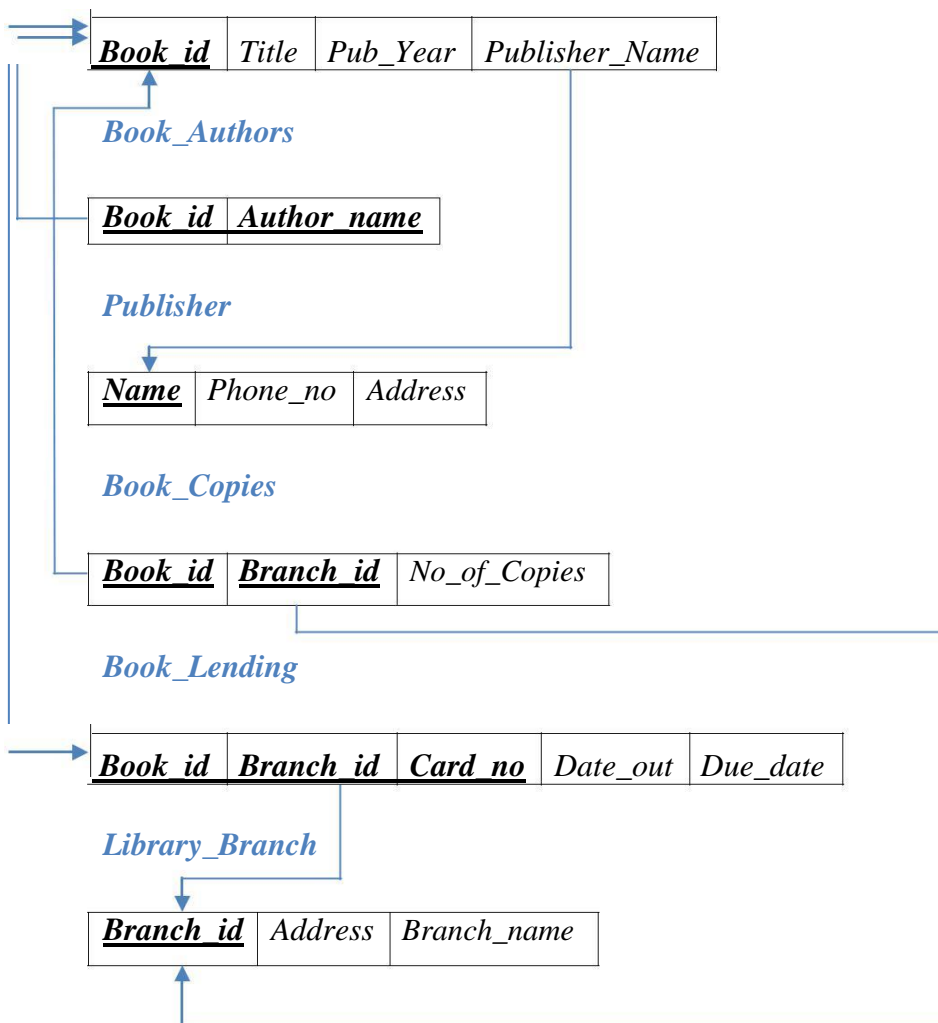 Book_id Title Pub_Year Publisher_Name
Book_Authors
Book_id Author_name
Publisher
Name Phone_no Address
Book_Copies
Book_id Branch_id No_of_Copies
Book_Lending
Book_id Branch_id Card_no Date_out Due_date
Library_Branch
Branch_id Address Branch_name